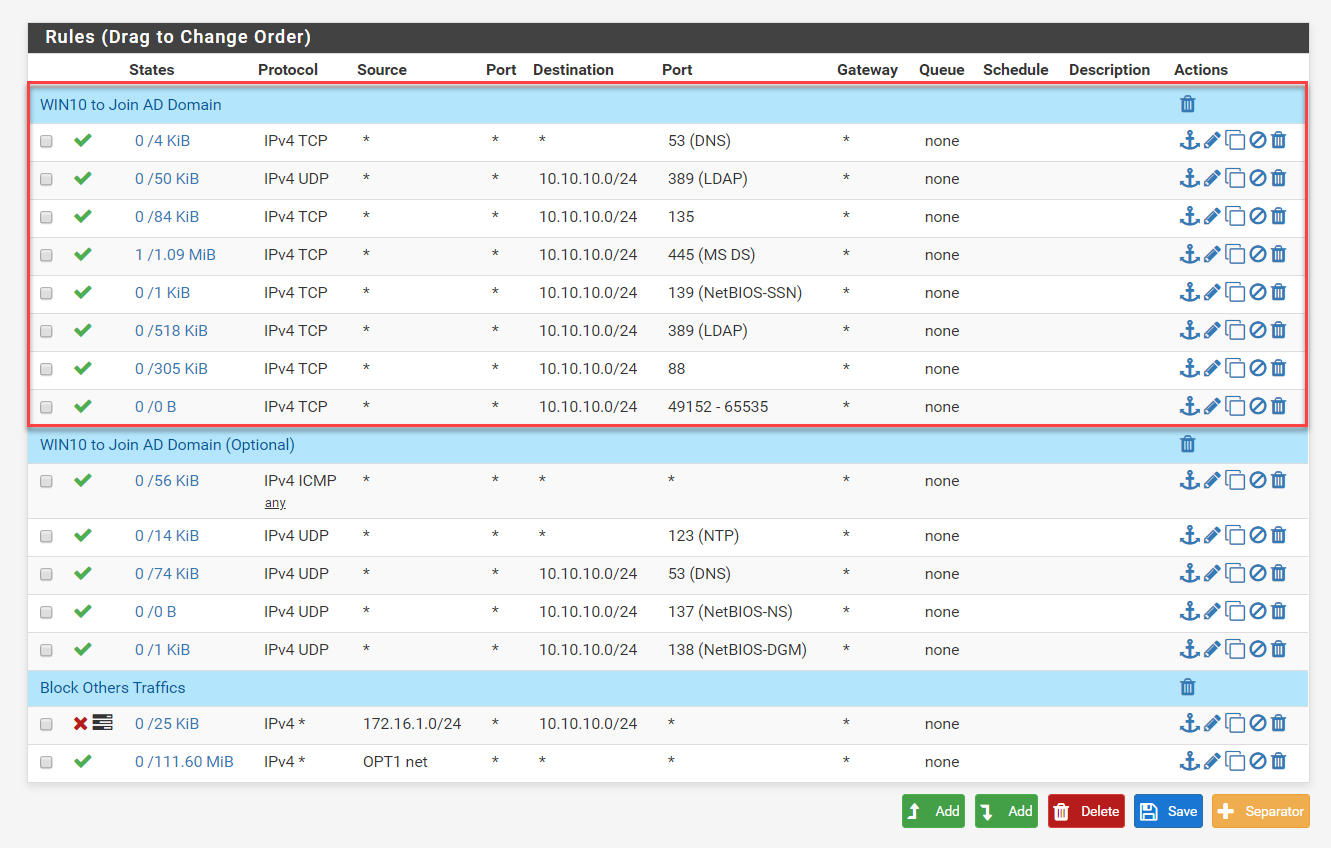 Rules (Drag to Change Order)
States Protocol Source Port Destination Port Gateway Queue Schedule Description Actions
WIN10 to Join AD Domain
0 /4 KiB IPv4 TCP * * * 53 (DNS) * none
0 /50 KiB IPv4 UDP * * 10.10.10.0/24 389 (LDAP) * none
0 /84 KiB IPv4 TCP * * 10.10.10.0/24 135 * none
1 /1.09 MiB IPv4 TCP * * 10.10.10.0/24 445 (MS DS) * none
0 /1 KiB IPv4 TCP * * 10.10.10.0/24 139 (NetBIOS-SSN) * none
0 /518 KiB IPv4 TCP * * 10.10.10.0/24 389 (LDAP) * none
0 /305 KiB IPv4 TCP * * 10.10.10.0/24 88 * none
0 /0 B IPv4 TCP * * 10.10.10.0/24 49152 - 65535 * none
WIN10 to Join AD Domain (Optional)
0 /56 KiB IPv4 ICMP * * * * * none
any
0 /14 KiB IPv4 UDP * * * 123 (NTP) * none
0 /74 KiB IPv4 UDP * * 10.10.10.0/24 53 (DNS) * none
0 /0 B IPv4 UDP * * 10.10.10.0/24 137 (NetBIOS-NS) * none
0 /1 KiB IPv4 UDP * * 10.10.10.0/24 138 (NetBIOS-DGM) * none
Block Others Traffics
0 /25 KiB IPv4 * 172.16.1.0/24 * 10.10.10.0/24 * * none
0 /111.60 MiB IPv4 * OPT1 net * * * * none
Add Add Delete Save Separator